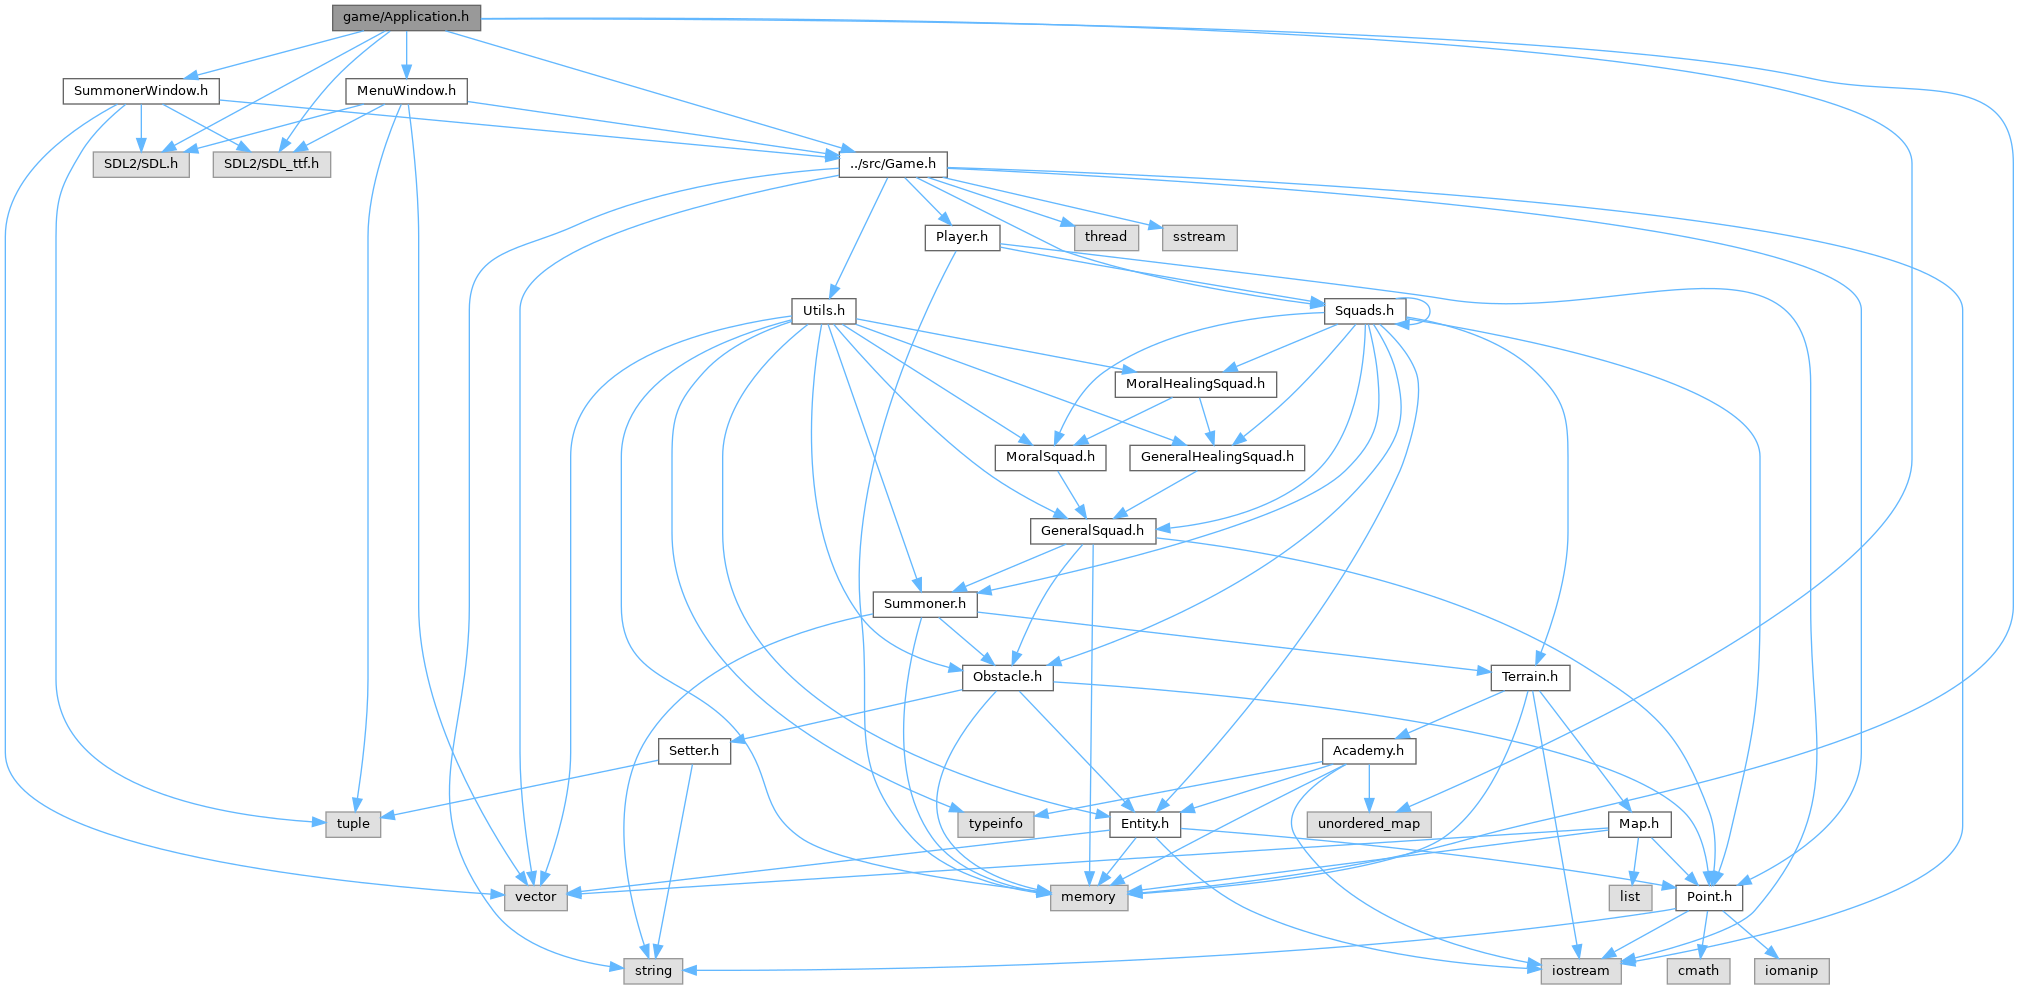 game/Application.h
SummonerWindow.h
MenuWindow.h
SDL2/SDL.h
SDL2/SDL_ttf.h
../src/Game.h
Player.h
thread
sstream
Utils.h
Squads.h
MoralHealingSquad.h
MoralSquad.h
GeneralHealingSquad.h
GeneralSquad.h
Summoner.h
Obstacle.h
Terrain.h
Setter.h
Academy.h
tuple
typeinfo
Entity.h
unordered_map
Map.h
vector
memory
list
Point.h
string
iostream
cmath
iomanip